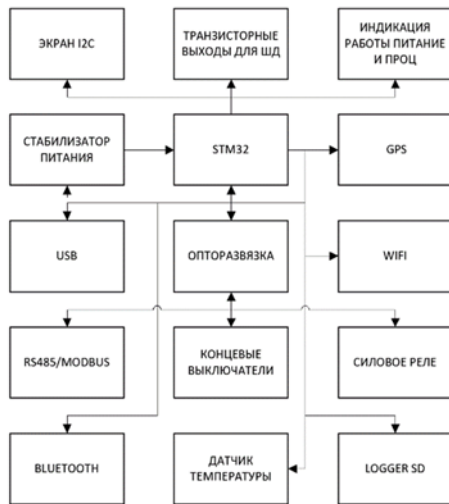 ЭКРАН I2C
ТРАНЗИСТОРНЫЕ
ВЫХОДЫ ДЛЯ ШД
ИНДИКАЦИЯ
РАБОТЫ ПИТАНИЕ
И ПРОЦ
СТАБИЛИЗАТОР
ПИТАНИЯ
STM32
GPS
USB
ОПТОРАЗВЯЗКА
WIFI
RS485/MODBUS
КОНЦЕВЫЕ
ВЫКЛЮЧАТЕЛИ
СИЛОВОЕ РЕЛЕ
BLUETOOTH
ДАТЧИК
ТЕМПЕРАТУРЫ
LOGGER SD